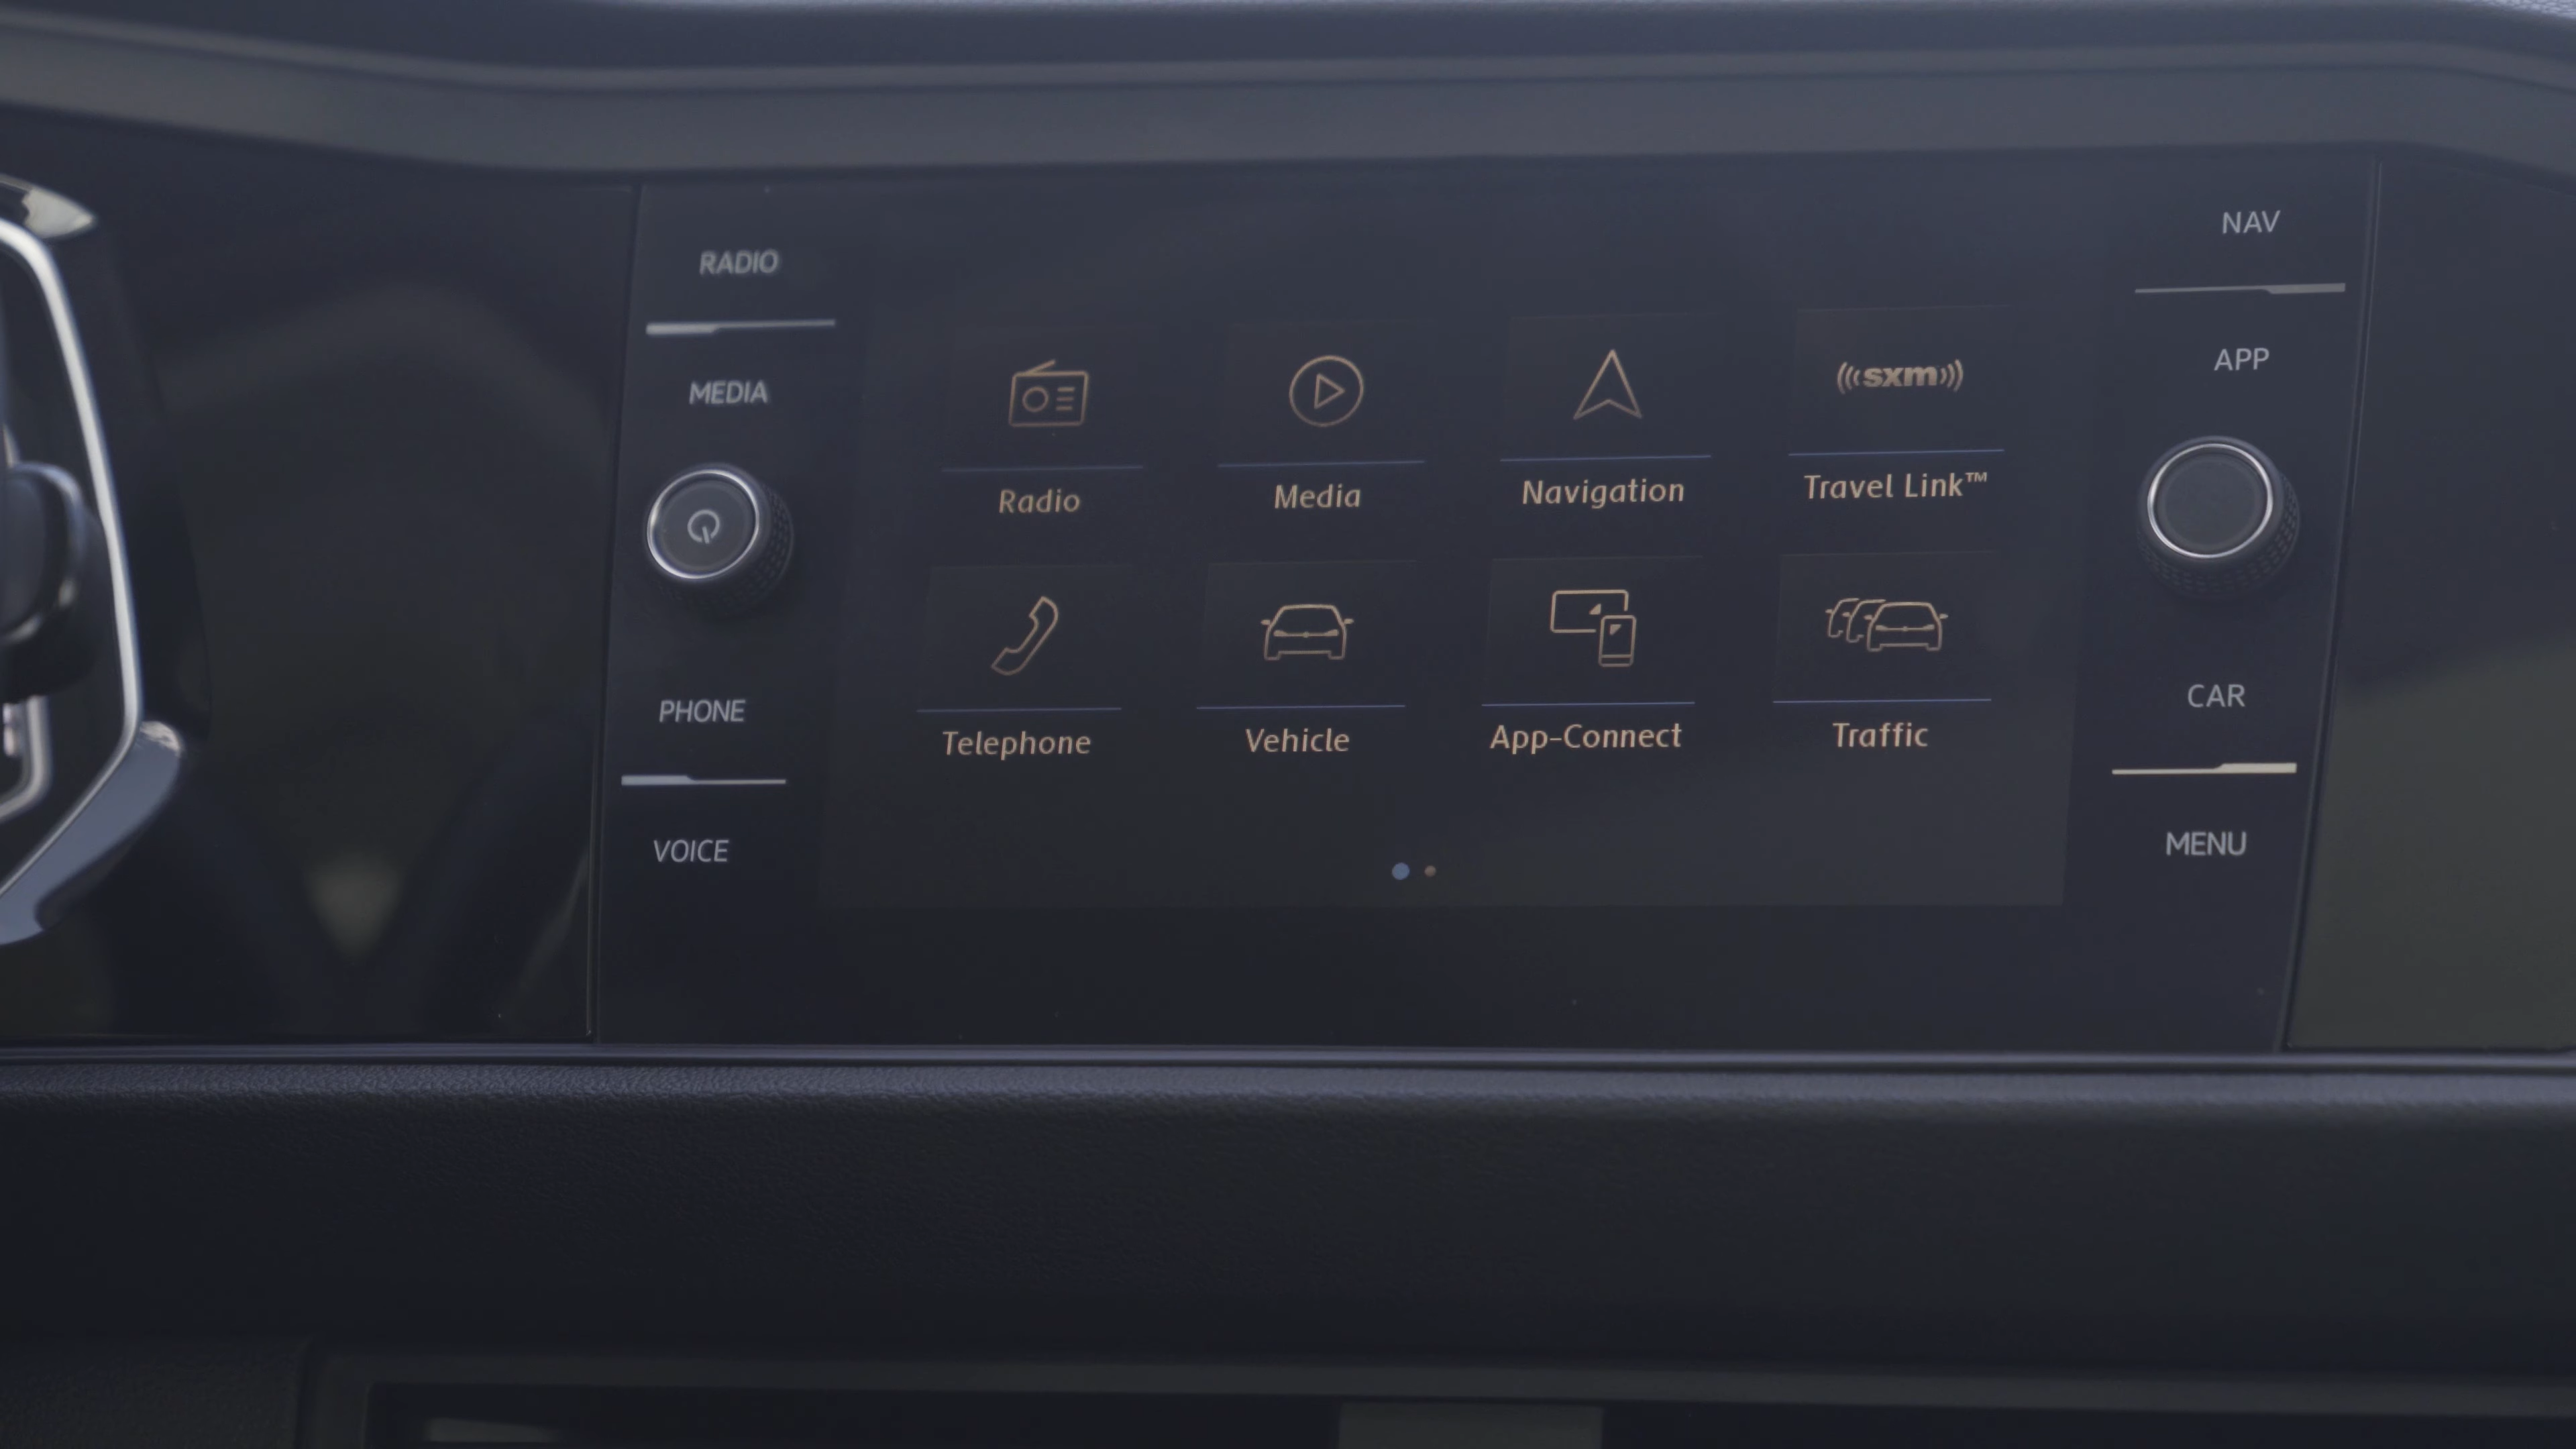 RADIO
MEDIA
PHONE
VOICE
sxm
Radio
Media
Navigation
Travel Link™
Telephone
Vehicle
App-Connect
Traffic
NAV
APP
CAR
MENU